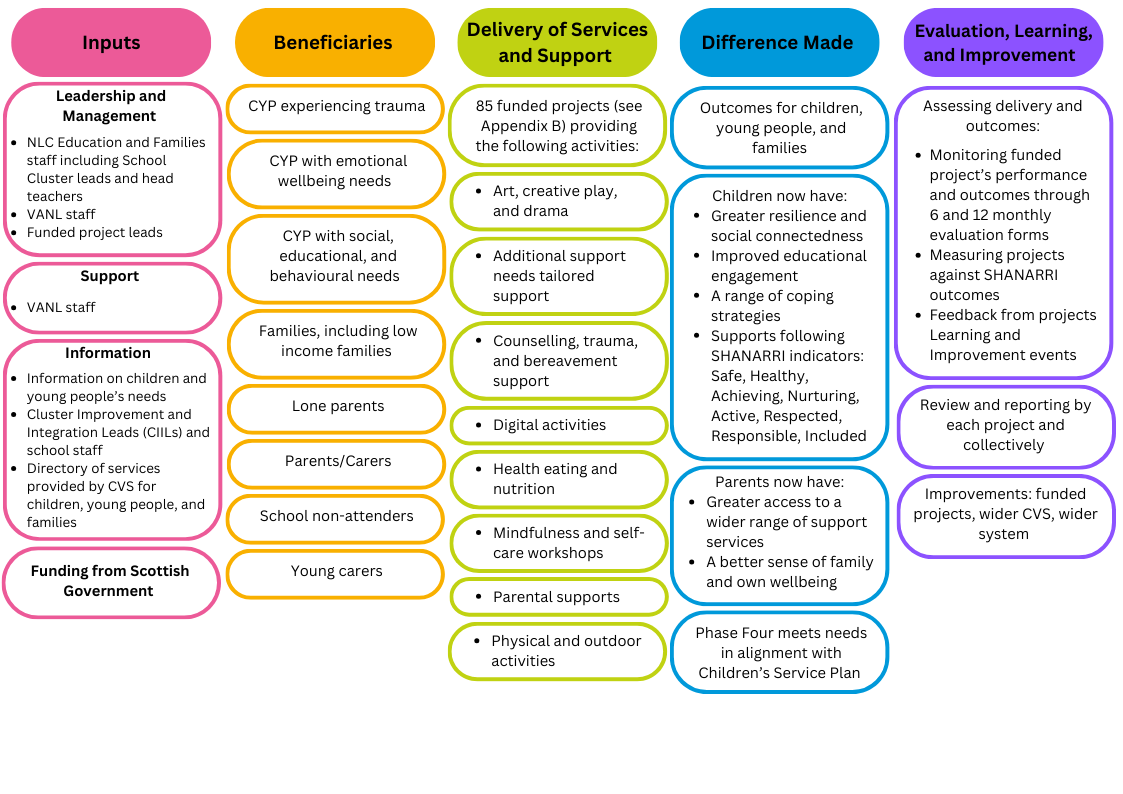 Inputs
Leadership and
Management
• NLC Education and Families
staff including School
Cluster leads and head
teachers
• VANL staff
• Funded project leads
Support
• VANL staff
Information
• Information on children and
young people's needs
• Cluster Improvement and
Integration Leads (CIILs) and
school staff
• Directory of services
provided by CVS for
children, young people, and
families
Funding from Scottish
Government
Beneficiaries
CYP experiencing trauma
CYP with emotional
wellbeing needs
CYP with social,
educational, and
behavioural needs
Families, including low
income families
Lone parents
Parents/Carers
School non-attenders
Young carers
Delivery of Services
and Support
85 funded projects (see
Appendix B) providing
the following activities:
• Art, creative play,
and drama
• Additional support
needs tailored
support
• Counselling, trauma,
and bereavement
support
• Digital activities
• Health eating and
nutrition
• Mindfulness and self-
care workshops
• Parental supports
• Physical and outdoor
activities
Difference Made
Outcomes for children,
young people, and
families
Children now have:
• Greater resilience and
social connectedness
• Improved educational
engagement
• A range of coping
strategies
• Supports following
SHANARRI indicators:
Safe, Healthy,
Achieving, Nurturing,
Active, Respected,
Responsible, Included
Parents now have:
• Greater access to a
wider range of support
services
• A better sense of family
and own wellbeing
Phase Four meets needs
in alignment with
Children's Service Plan
Evaluation, Learning,
and Improvement
Assessing delivery and
outcomes:
• Monitoring funded
project's performance
and outcomes through
6 and 12 monthly
evaluation forms
• Measuring projects
against SHANARRI
outcomes
• Feedback from projects
Learning and
Improvement events
Review and reporting by
each project and
collectively
Improvements: funded
projects, wider CVS, wider
system